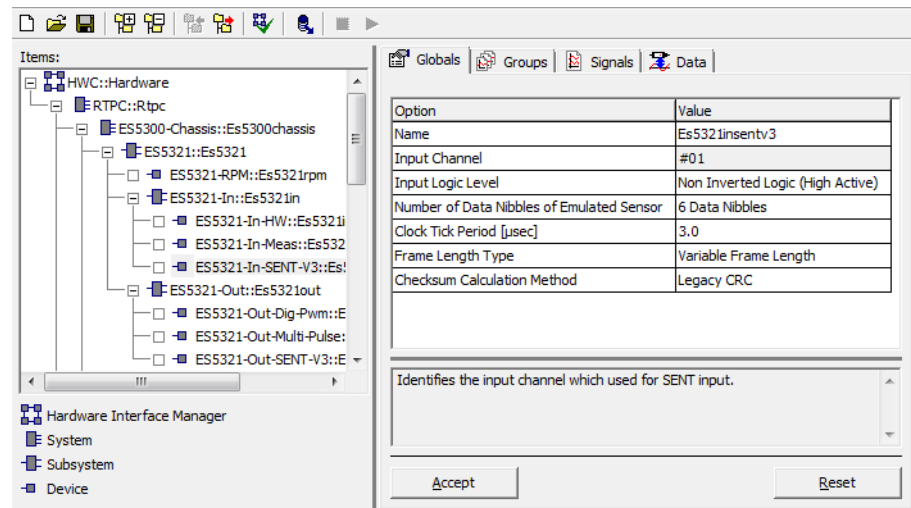 Items:
HWC::Hardware
RTPC::Rtpc
ES5300-Chassis::Es5300chassis
ES5321::Es5321
ES5321-RPM::Es5321rpm
ES5321-In::Es5321in
ES5321-In-HW::Es5321i
ES5321-In-Meas::Es532
ES5321-In-SENT-V3::Es
ES5321-Out::Es5321out
ES5321-Out-Dig-Pwm::E
ES5321-Out-Multi-Pulse:
ES5321-Out-SENT-V3::E
Hardware Interface Manager
System
Subsystem
Device
Globals Groups Signals Data
Option Value
Name Es5321insentv3
Input Channel #01
Input Logic Level Non Inverted Logic (High Active)
Number of Data Nibbles of Emulated Sensor 6 Data Nibbles
Clock Tick Period [µsec] 3.0
Frame Length Type Variable Frame Length
Checksum Calculation Method Legacy CRC
Identifies the input channel which used for SENT input.
Accept Reset